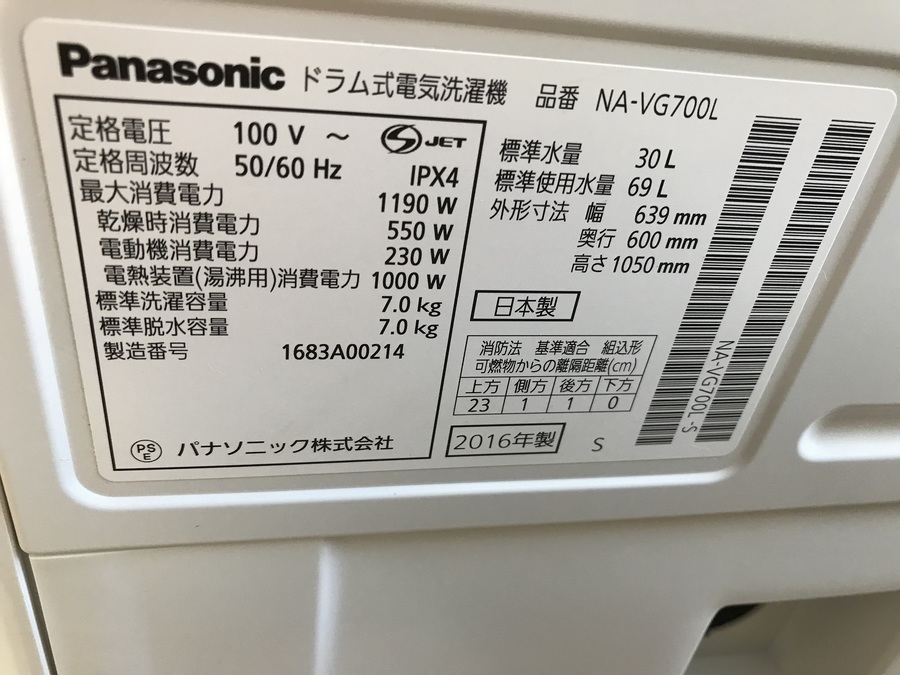 Panasonic ドラム式電気洗濯機 品番 NA-VG700L
定格電圧 100 V ～
S JET
定格周波数 50/60 Hz
IPX4
最大消費電力 1190 W
乾燥時消費電力 550 W
電動機消費電力 230 W
電熱装置(湯沸用)消費電力 1000 W
標準洗濯容量 7.0 kg
標準脱水容量 7.0 kg
製造番号 1683A00214
PS
E
パナソニック株式会社
標準水量 30 L
標準使用水量 69 L
外形寸法 幅 639 mm
奥行 600 mm
高さ 1050 mm
日本製
消防法 基準適合 組込形
可燃物からの離隔距離(cm)
上方 側方 後方 下方
23 1 1 0
2016年製 S
NA-VG700L-S